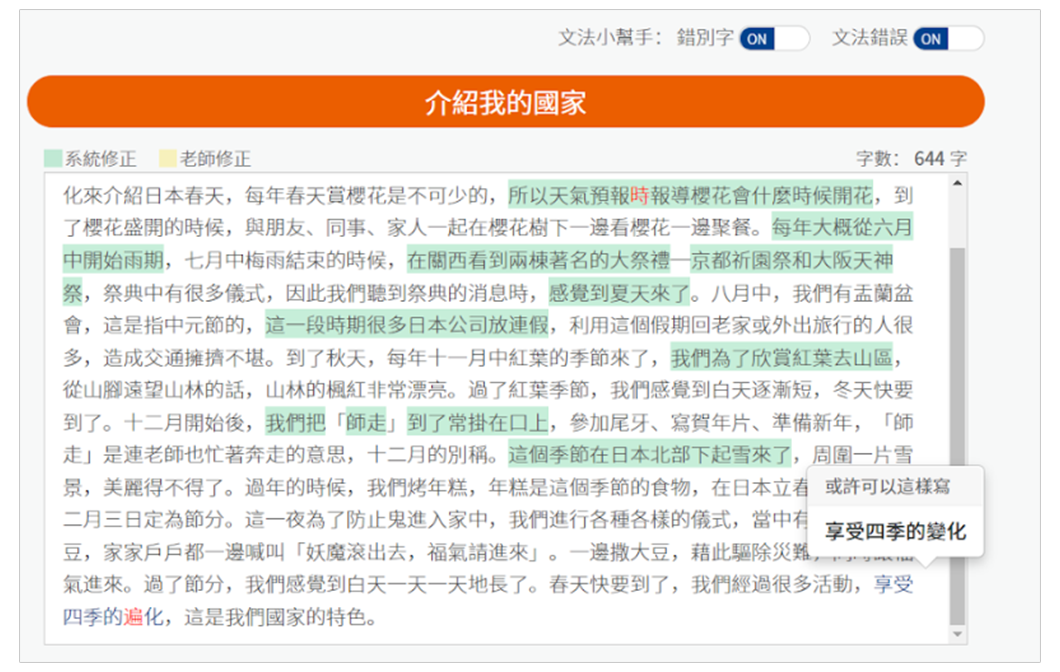 文法小幫手： 錯別字 ON 文法錯誤 ON
介紹我的國家
系統修正 老師修正 字數： 644 字
化來介紹日本春天，每年春天賞櫻花是不可少的，所以天氣預報時報導櫻花會什麼時候開花，到
了櫻花盛開的時候，與朋友、同事、家人一起在櫻花樹下一邊看櫻花一邊聚餐。每年大概從六月
中開始雨期，七月中梅雨結束的時候，在關西看到兩棟著名的大祭禮—京都祈園祭和大阪天神
祭，祭典中有很多儀式，因此我們聽到祭典的消息時，感覺到夏天來了。八月中，我們有盂蘭盆
會，這是指中元節的，這一段時期很多日本公司放連假，利用這個假期回老家或外出旅行的人很
多，造成交通擁擠不堪。到了秋天，每年十一月中紅葉的季節來了，我們為了欣賞紅葉去山區，
從山腳遠望山林的話，山林的楓紅非常漂亮。過了紅葉季節，我們感覺到白天逐漸短，冬天快要
到了。十二月開始後，我們把「師走」到了常掛在口上，參加尾牙、寫賀年片、準備新年，「師
走」是連老師也忙著奔走的意思，十二月的別稱。這個季節在日本北部下起雪來了，周圍一片雪
景，美麗得不得了。過年的時候，我們烤年糕，年糕是這個季節的食物，在日本立春
或許可以這樣寫
二月三日定為節分。這一夜為了防止鬼進入家中，我們進行各種各樣的儀式，當中有
享受四季的變化
豆，家家戶戶都一邊喊叫「妖魔滾出去，福氣請進來」。一邊撒大豆，藉此驅除災難，
氣進來。過了節分，我們感覺到白天一天一天地長了。春天快要到了，我們經過很多活動，享受
四季的遍化，這是我們國家的特色。